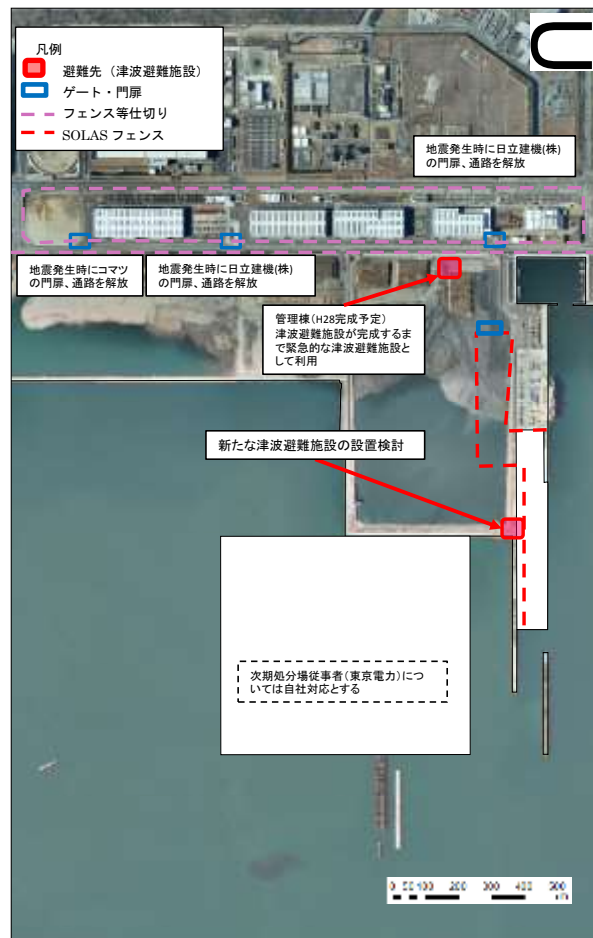 凡例
避難先（津波避難施設）
ゲート・門扉
フェンス等仕切り
SOLAS フェンス
地震発生時に日立建機(株)
の門扉、通路を解放
地震発生時にコマツ
の門扉、通路を解放
地震発生時に日立建機(株)
の門扉、通路を解放
管理棟（H28完成予定）
津波避難施設が完成するま
で緊急的な津波避難施設と
して利用
新たな津波避難施設の設置検討
次期処分場従事者（東京電力）につ
いては自社対応とする
0 50 100 200 300 400 500
m